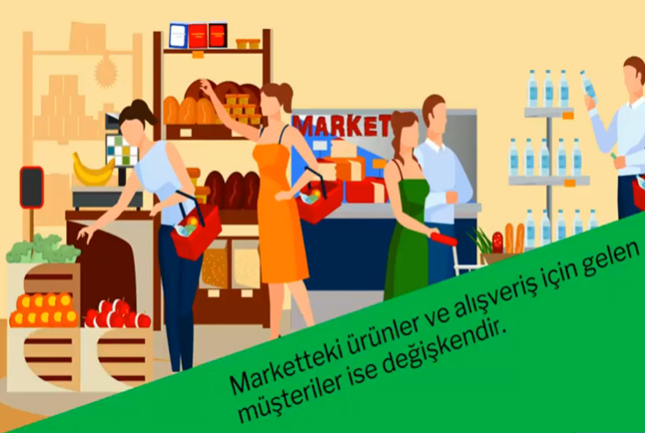 MARKET
Marketteki ürünler ve alışveriş için gelen
müşteriler ise değişkendir.